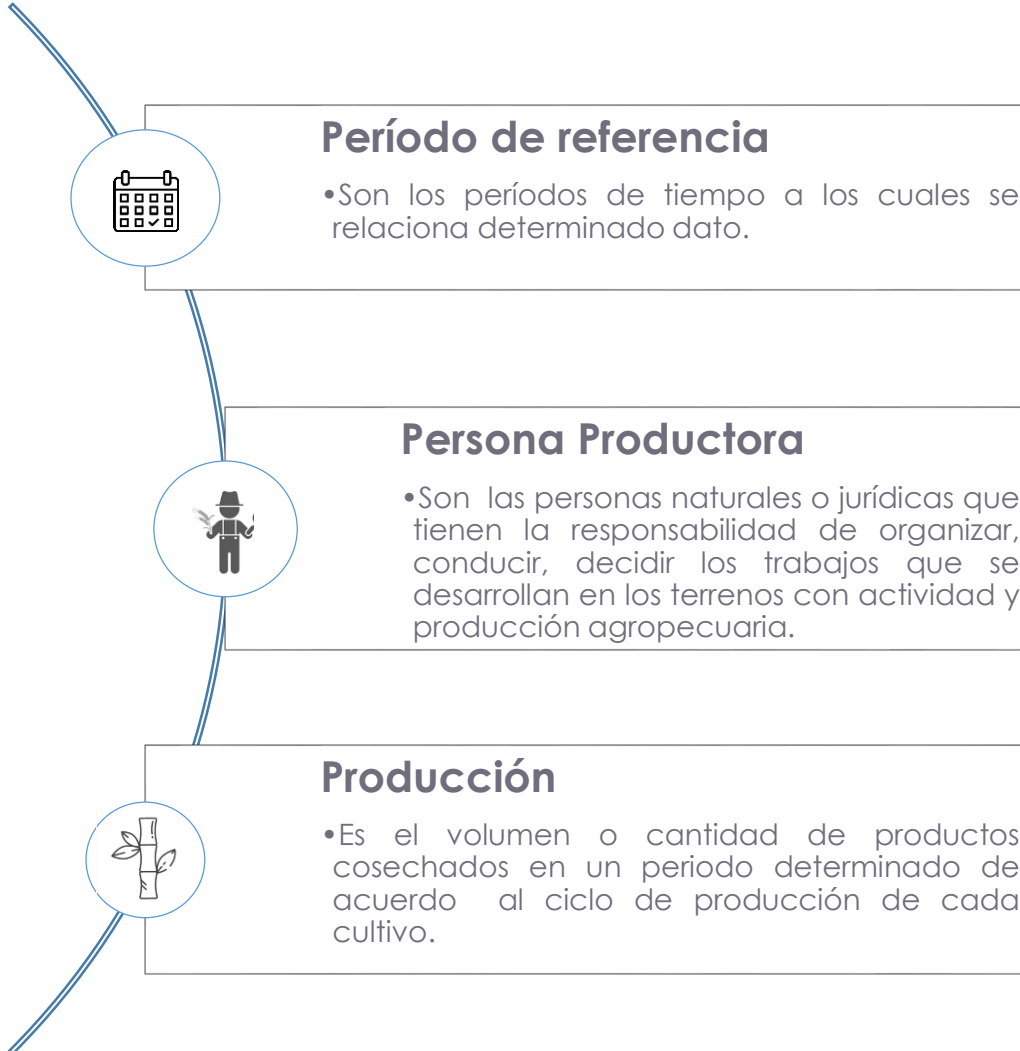 Período de referencia
•Son los períodos de tiempo a los cuales se
relaciona determinado dato.
Persona Productora
•Son las personas naturales o jurídicas que
tienen la responsabilidad de organizar,
conducir, decidir los trabajos que se
desarrollan en los terrenos con actividad y
producción agropecuaria.
Producción
•Es el volumen o cantidad de productos
cosechados en un periodo determinado de
acuerdo al ciclo de producción de cada
cultivo.